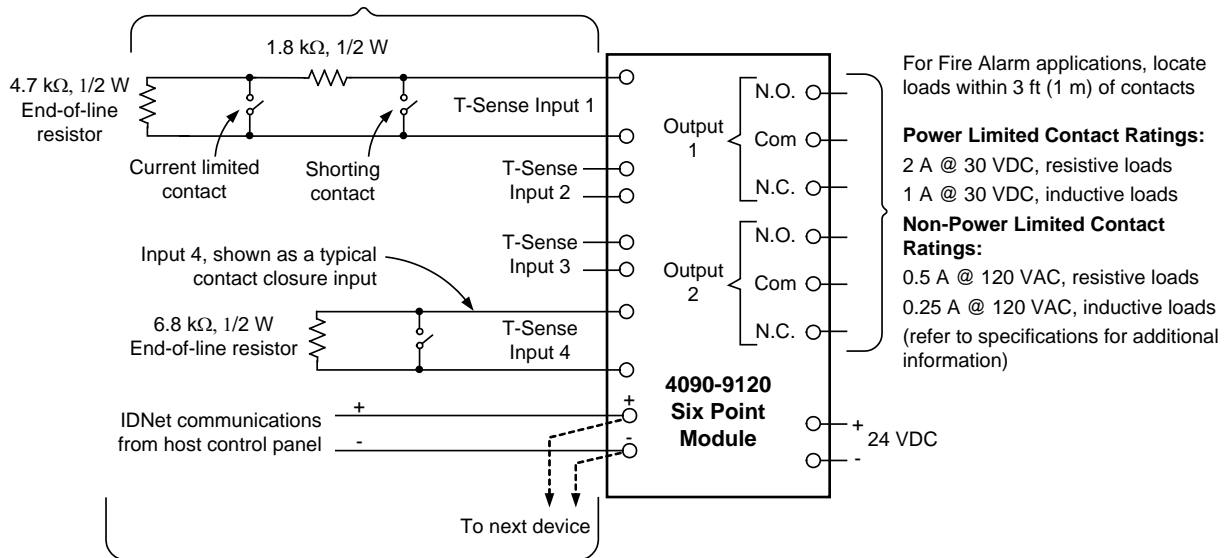 1.8 kΩ, 1/2 W
4.7 kΩ, 1/2 W
End-of-line
resistor
T-Sense Input 1
Current limited
contact
Shorting
contact
T-Sense
Input 2
T-Sense
Input 3
Input 4, shown as a typical
contact closure input
6.8 kΩ, 1/2 W
End-of-line resistor
T-Sense
Input 4
IDNet communications
from host control panel
+
-
+
-
To next device
Output
1
N.O.
Com
N.C.
Output
2
N.O.
Com
N.C.
4090-9120
Six Point
Module
+
-
24 VDC
For Fire Alarm applications, locate
loads within 3 ft (1 m) of contacts
Power Limited Contact Ratings:
2 A @ 30 VDC, resistive loads
1 A @ 30 VDC, inductive loads
Non-Power Limited Contact
Ratings:
0.5 A @ 120 VAC, resistive loads
0.25 A @ 120 VAC, inductive loads
(refer to specifications for additional
information)